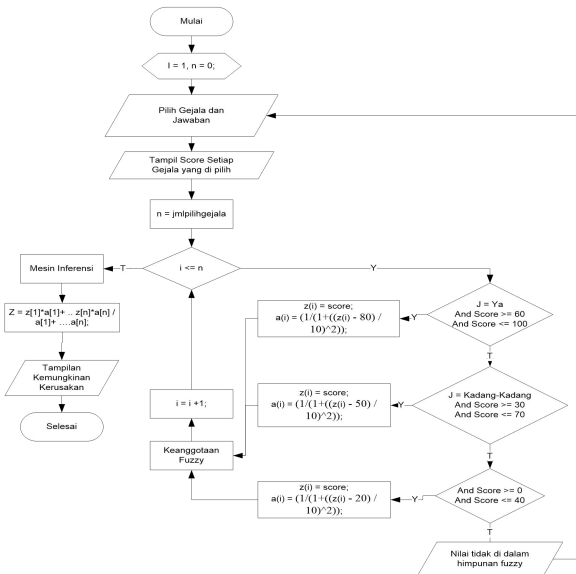 Mulai
I = 1, n = 0;
Pilih Gejala dan
Jawaban
Tampil Score Setiap
Gejala yang di pilih
n = jmlpilihgejala
i <= n
T
Mesin Inferensi
Z = z[1]*a[1]+ .. z[n]*a[n] /
a[1]+ ….a[n];
Tampilan
Kemungkinan
Kerusakan
Selesai
Y
J = Ya
And Score >= 60
And Score <= 100
Y
z(i) = score;
a(i) = (1/(1+((z(i) - 80) /
10)^2));
T
J = Kadang-Kadang
And Score >= 30
And Score <= 70
Y
z(i) = score;
a(i) = (1/(1+((z(i) - 50) /
10)^2));
T
And Score >= 0
And Score <= 40
Y
z(i) = score;
a(i) = (1/(1+((z(i) - 20) /
10)^2));
T
Nilai tidak di dalam
himpunan fuzzy
Keanggotaan
Fuzzy
i = i +1;